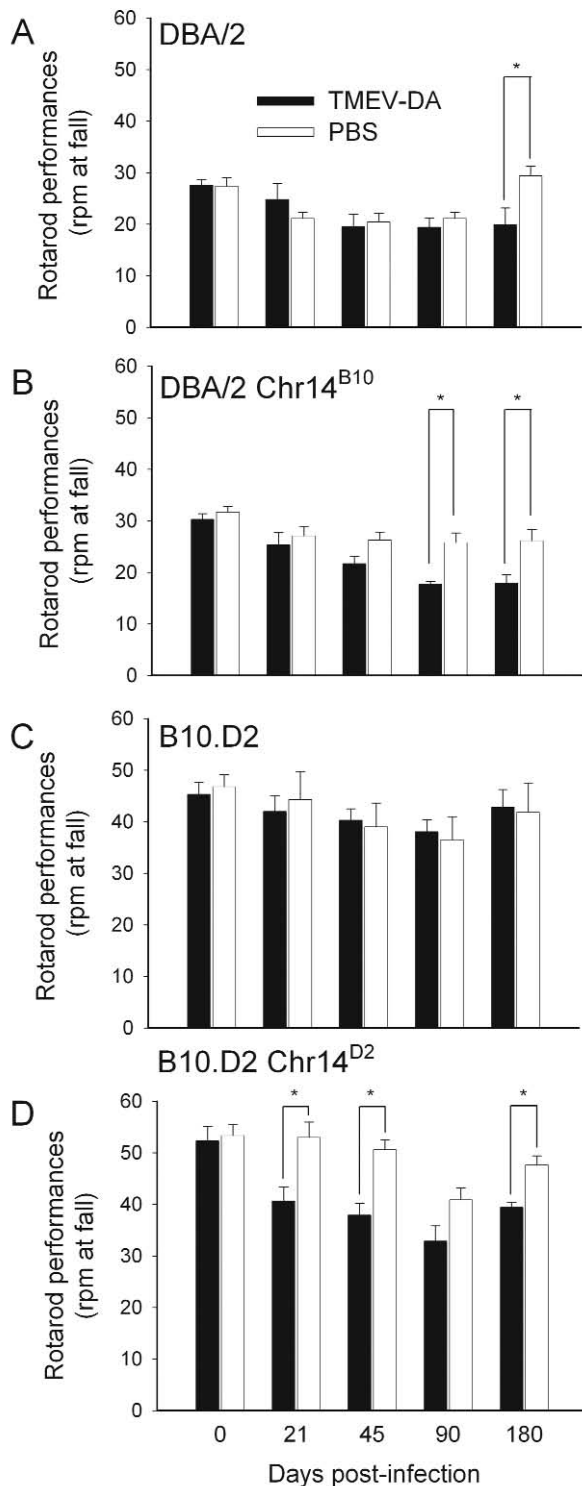 A
DBA/2
60
50
40
30
20
10
0
Rotarod performances
(rpm at fall)
TMEV-DA
PBS
*
B
DBA/2 Chr14B10
60
50
40
30
20
10
0
Rotarod performances
(rpm at fall)
*
*
C
B10.D2
60
50
40
30
20
10
0
Rotarod performances
(rpm at fall)
B10.D2 Chr14D2
D
60
50
40
30
20
10
0
Rotarod performances
(rpm at fall)
*
*
*
0 21 45 90 180
Days post-infection